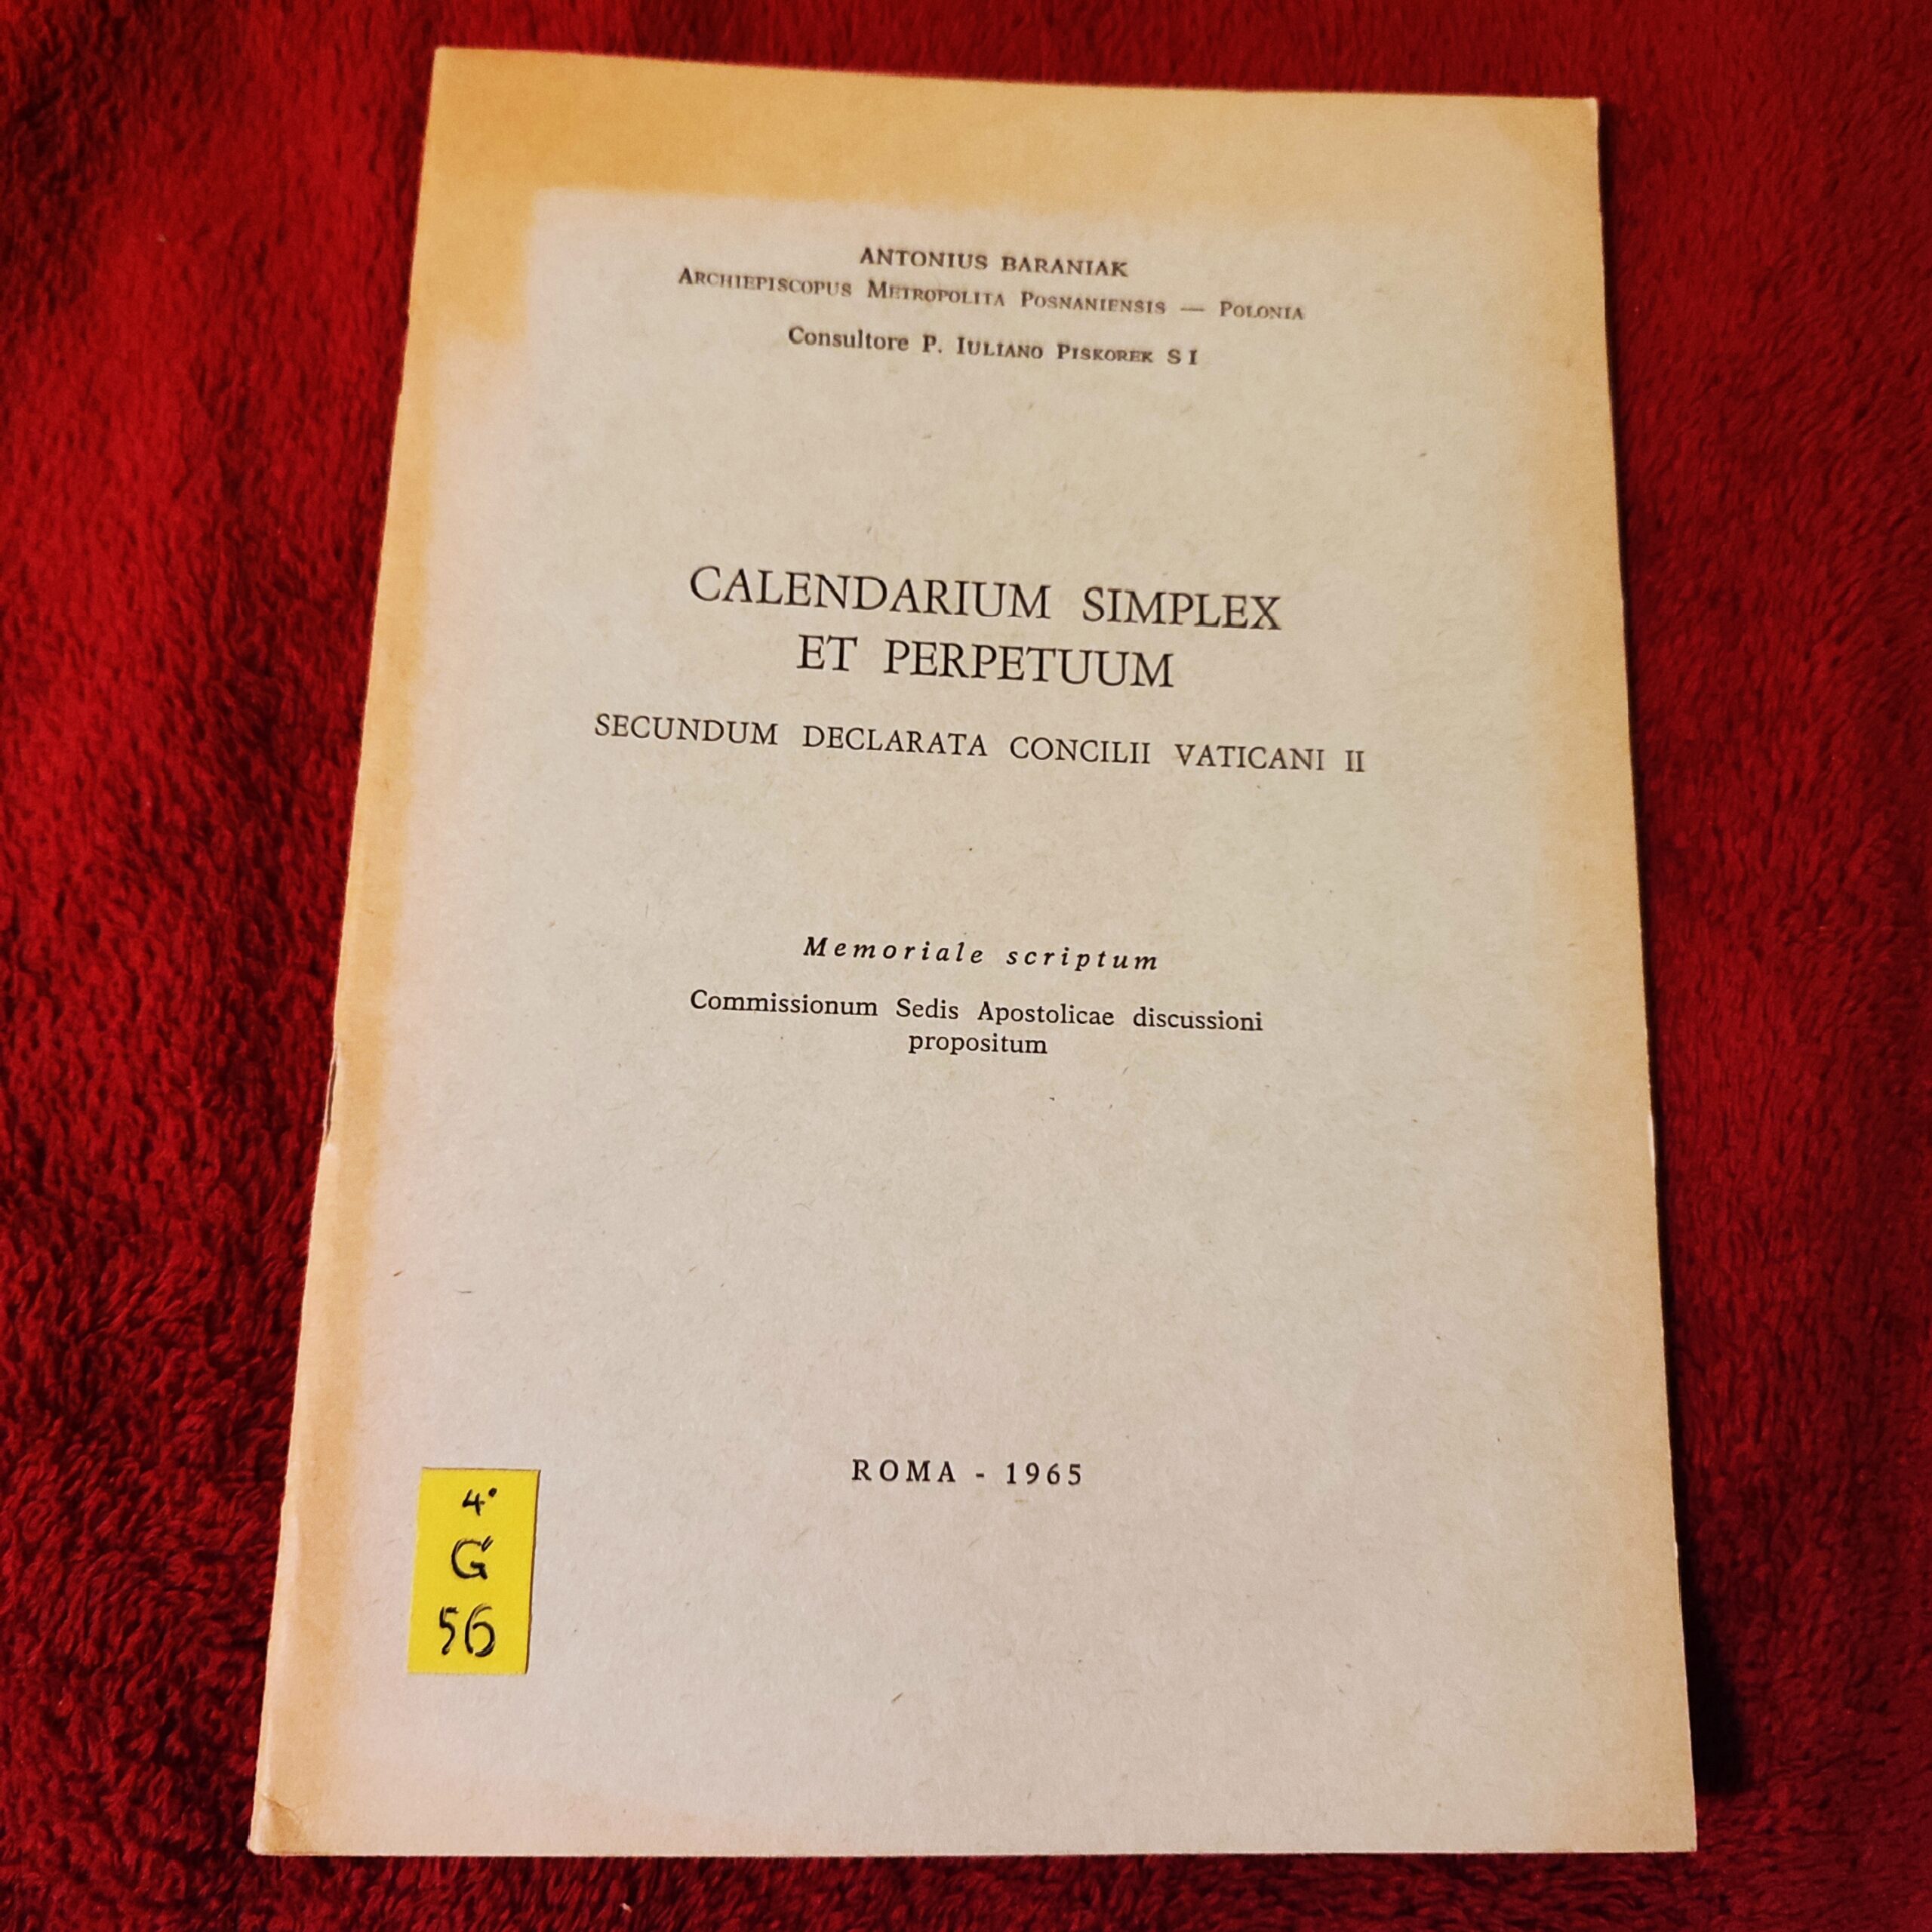 ANTONIUS BARANIAK
ARCHIEPISCOPUS METROPOLITA POSNANIENSIS — POLONIA
Consultore P. IULIANO PISKOREK S I
CALENDARIUM SIMPLEX
ET PERPETUUM
SECUNDUM DECLARATA CONCILII VATICANI II
Memoriale scriptum
Commissionum Sedis Apostolicae discussioni
propositum
ROMA - 1965
4°
G
56